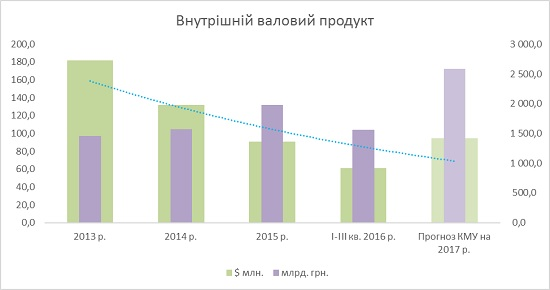 Внутрішній валовий продукт
200,0
180,0
160,0
140,0
120,0
100,0
80,0
60,0
40,0
20,0
0,0
3 000,0
2 500,0
2 000,0
1 500,0
1 000,0
500,0
0,0
2013 р.
2014 р.
2015 р.
І-ІІІ кв. 2016 р.
Прогноз КМУ на
2017 р.
$ млн.
млрд. грн.